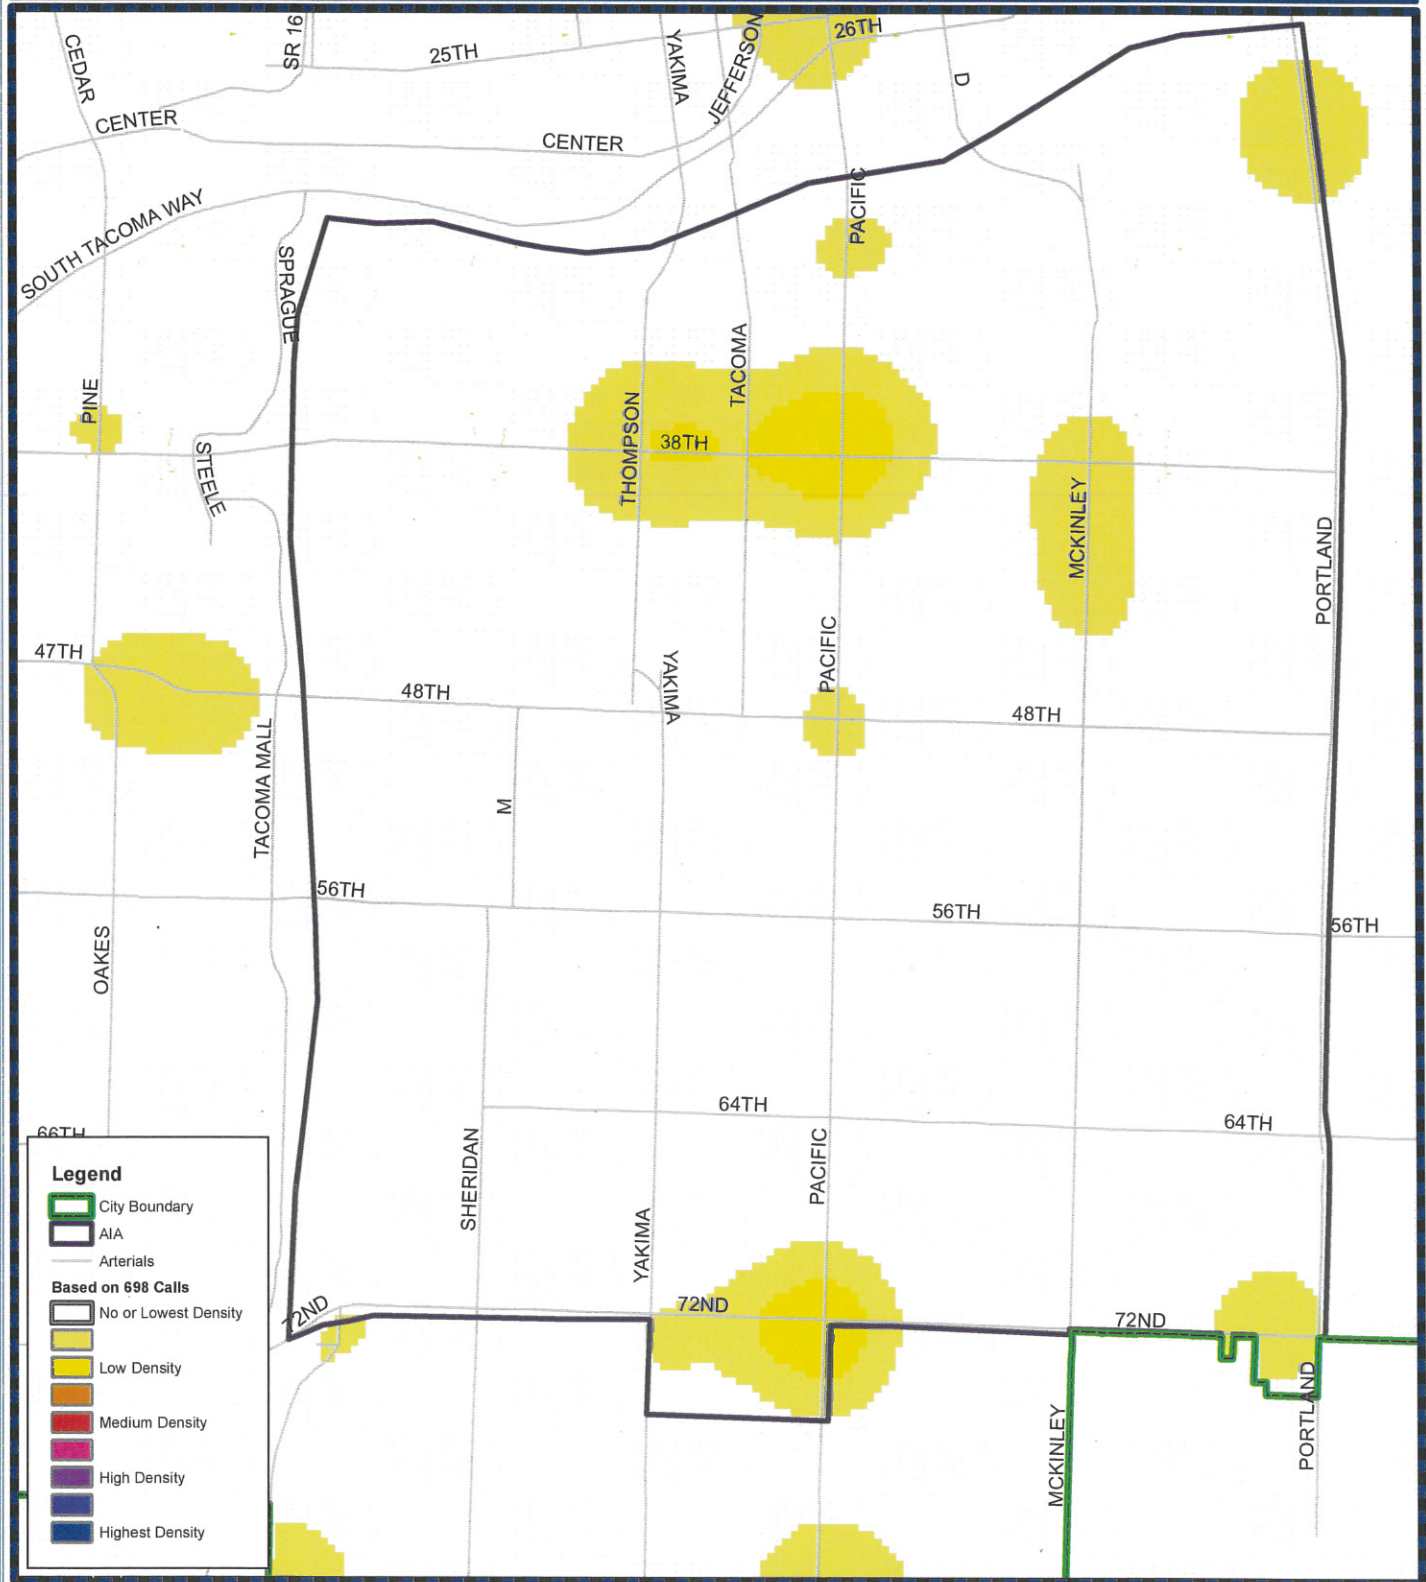 CEDAR
SR 16
25TH
YAKIMA
JEFFERSON
26TH
D
CENTER
CENTER
SOUTH TACOMA WAY
SPRAGUE
PACIFIC
PINE
STEELE
THOMPSON
TACOMA
38TH
MCKINLEY
PORTLAND
47TH
48TH
YAKIMA
PACIFIC
48TH
TACOMA MALL
M
56TH
56TH
56TH
OAKES
64TH
64TH
66TH
SHERIDAN
PACIFIC
YAKIMA
72ND
72ND
72ND
MCKINLEY
PORTLAND
Legend
City Boundary
AIA
Arterials
Based on 698 Calls
No or Lowest Density
Low Density
Medium Density
High Density
Highest Density